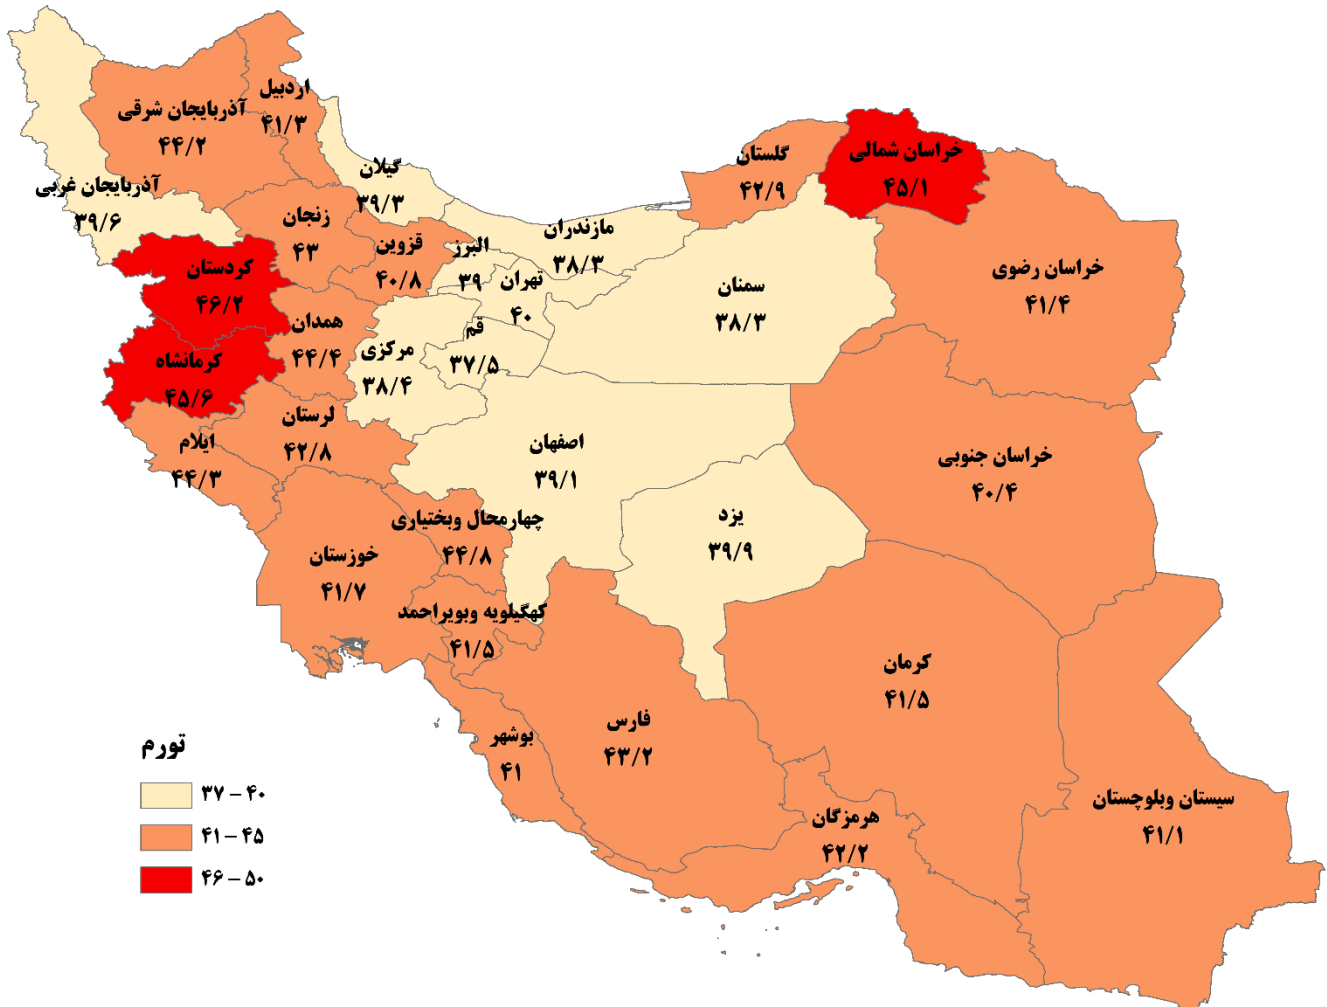 اردبیل
۴۱/۳
آذربایجان شرقی
۴۴/۲
گیلان
۳۹/۳
آذربایجان غربی
۳۹/۶
زنجان
۴۳
قزوین
۴۰/۸
البرز
۳۹
مازندران
۳۸/۳
گلستان
۴۲/۹
خراسان شمالی
۴۵/۱
خراسان رضوی
۴۱/۴
سمنان
۳۸/۳
تهران
۴۰
کردستان
۴۶/۲
همدان
۴۴/۴
قم
۳۷/۵
مرکزی
۳۸/۴
کرمانشاه
۴۵/۶
لرستان
۴۲/۸
ایلام
۴۴/۳
اصفهان
۳۹/۱
خراسان جنوبی
۴۰/۴
یزد
۳۹/۹
چهارمحال وبختیاری
۴۴/۸
خوزستان
۴۱/۷
کهگیلویه وبویراحمد
۴۱/۵
کرمان
۴۱/۵
فارس
۴۳/۲
بوشهر
۴۱
سیستان وبلوچستان
۴۱/۱
هرمزگان
۴۲/۲
تورم
۳۷ – ۴۰
۴۱ – ۴۵
۴۶ – ۵۰